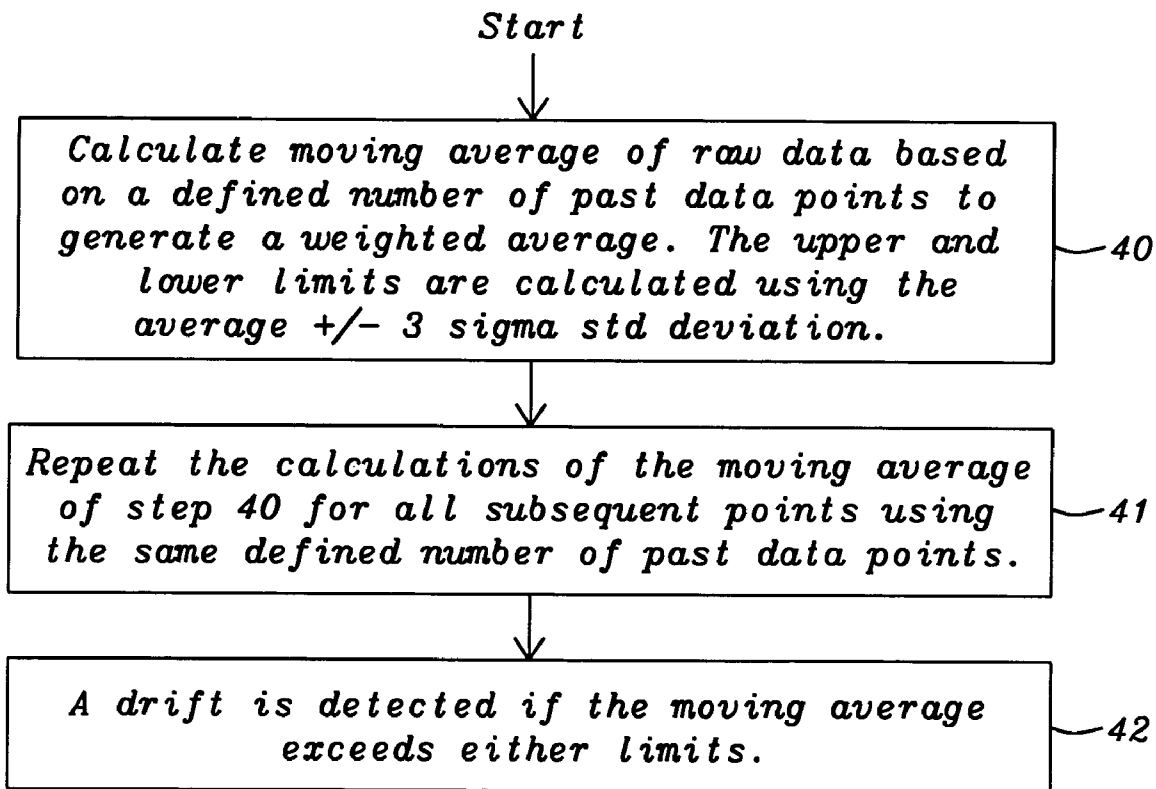 Start
Calculate moving average of raw data based
on a defined number of past data points to
generate a weighted average. The upper and
lower limits are calculated using the
average +/- 3 sigma std deviation.
40
Repeat the calculations of the moving average
of step 40 for all subsequent points using
the same defined number of past data points.
41
A drift is detected if the moving average
exceeds either limits.
42